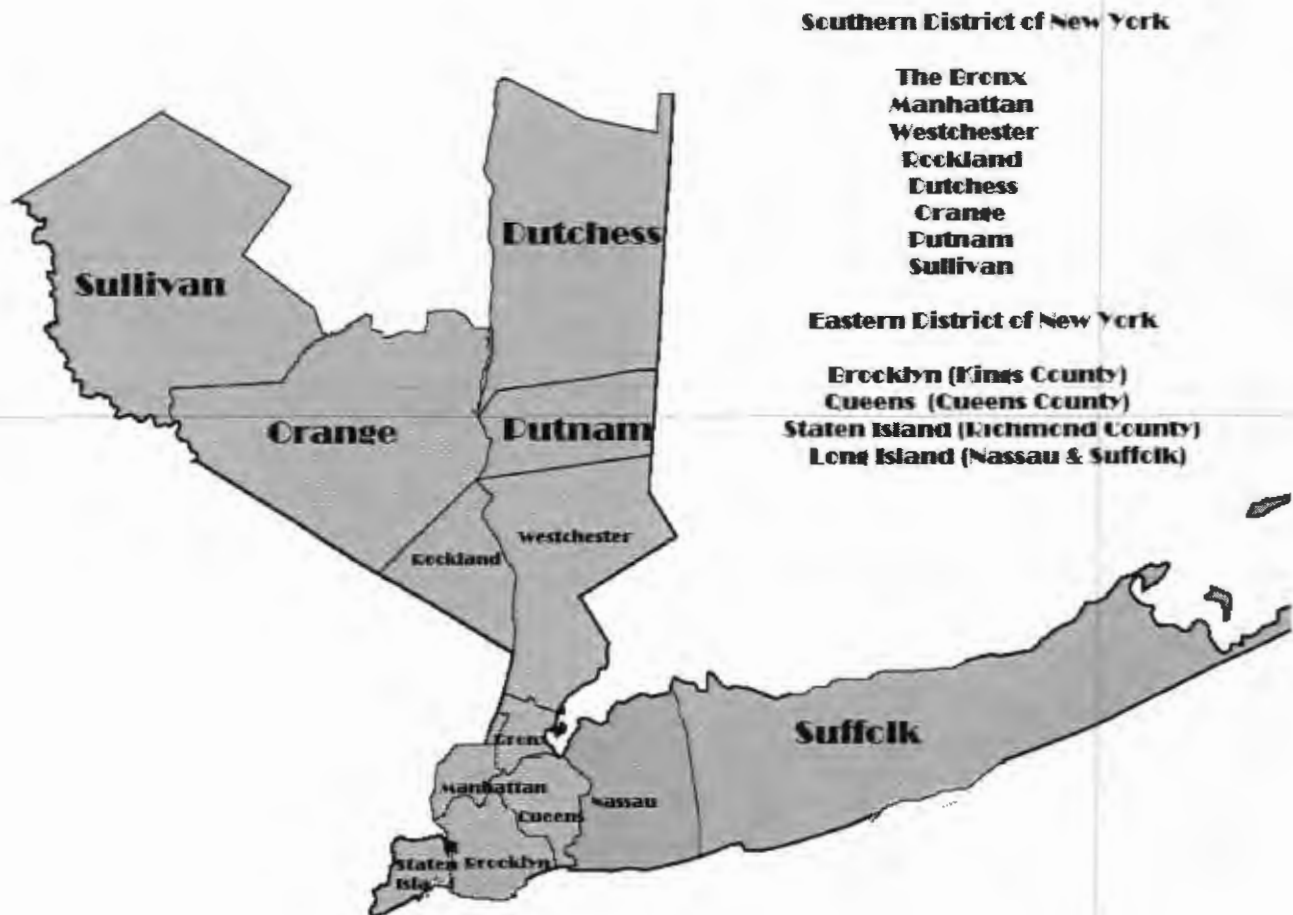 Southern District of New York
The Bronx
Manhattan
Westchester
Rockland
Dutchess
Orange
Putnam
Sullivan
Eastern District of New York
Brooklyn (Kings County)
Queens (Queens County)
Staten Island (Richmond County)
Long Island (Nassau & Suffolk)
Dutchess
Sullivan
Orange
Putnam
Westchester
Rockland
Suffolk
Bronx
Manhattan
Nassau
Queens
Staten
Isla
Brooklyn